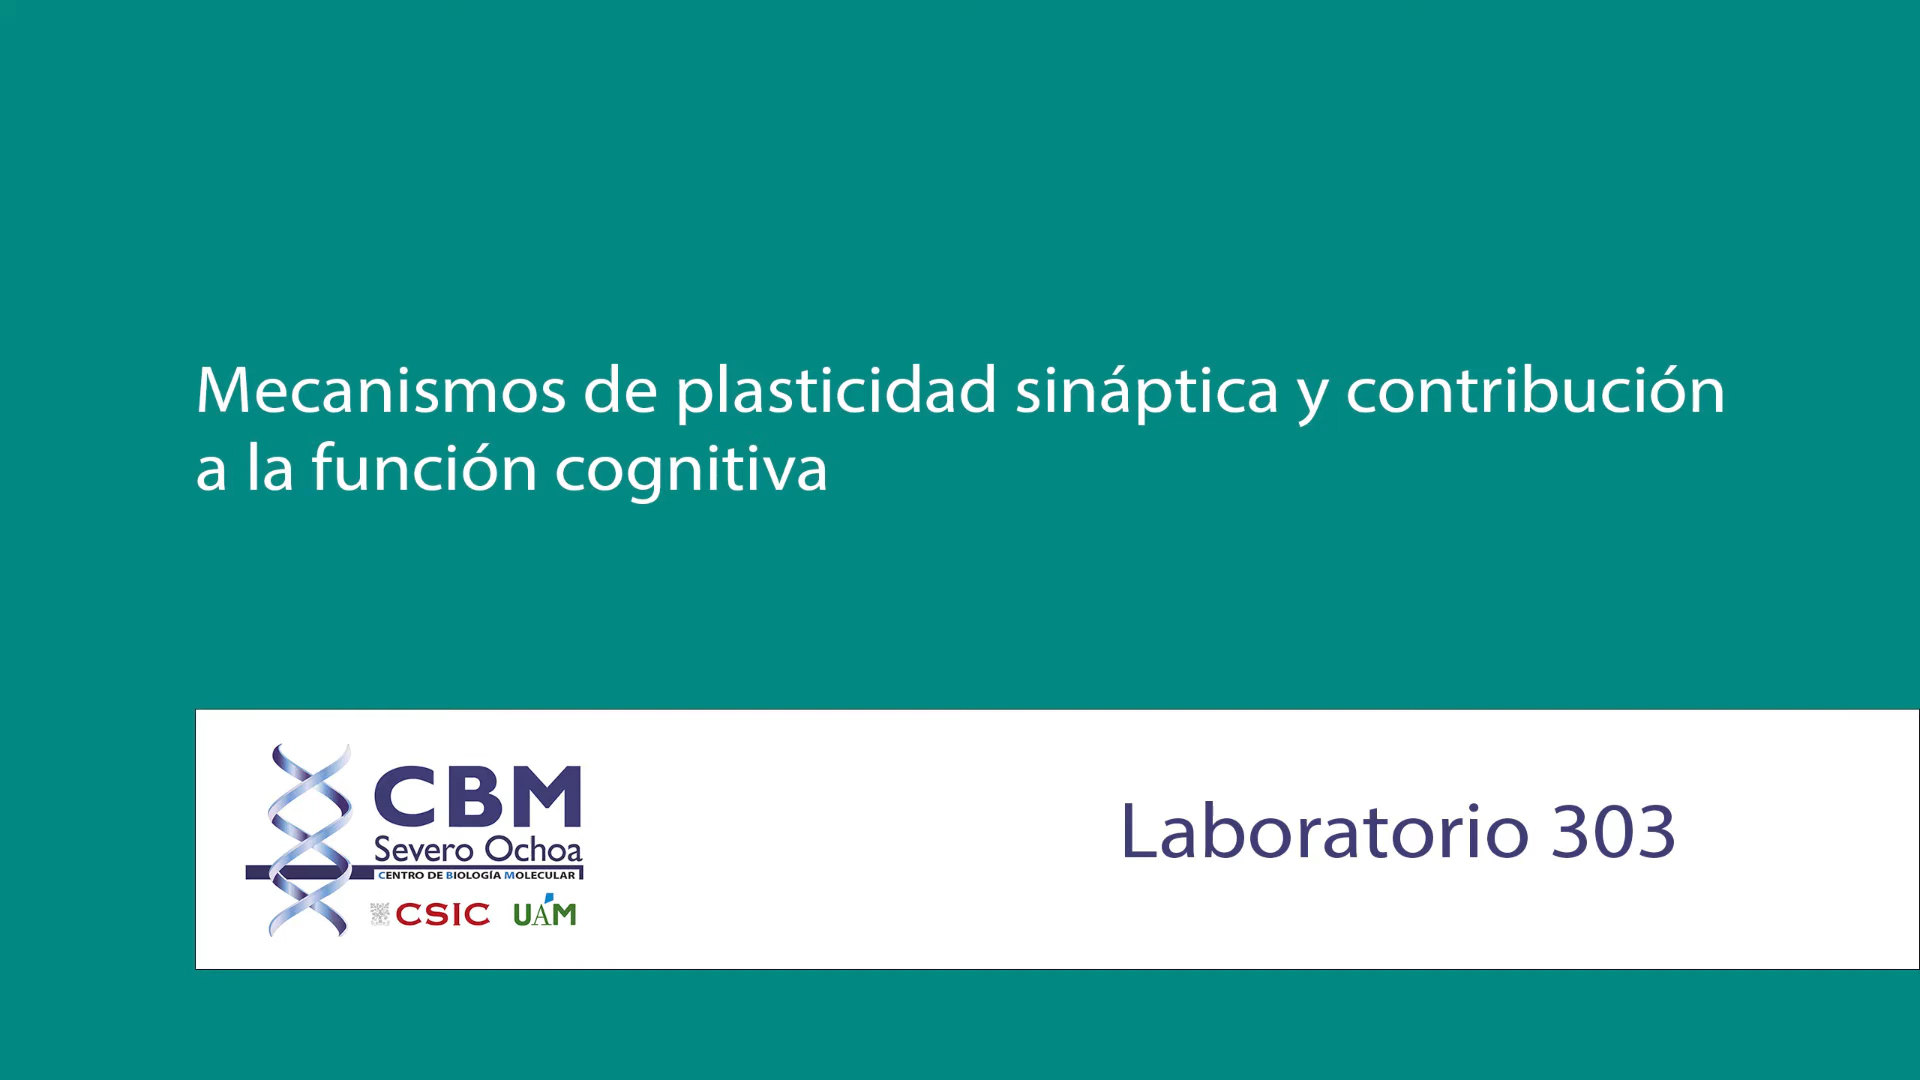 Mecanismos de plasticidad sináptica y contribución
a la función cognitiva
CBM
Severo Ochoa
CENTRO DE BIOLOGÍA MOLECULAR
CSIC UAM
Laboratorio 303